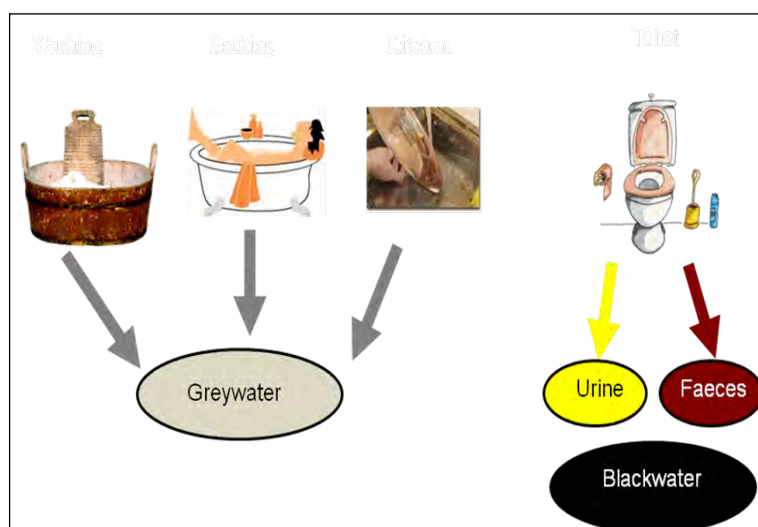 Washing
Bathing
Kitchen
Toilet
Greywater
Urine
Faeces
Blackwater